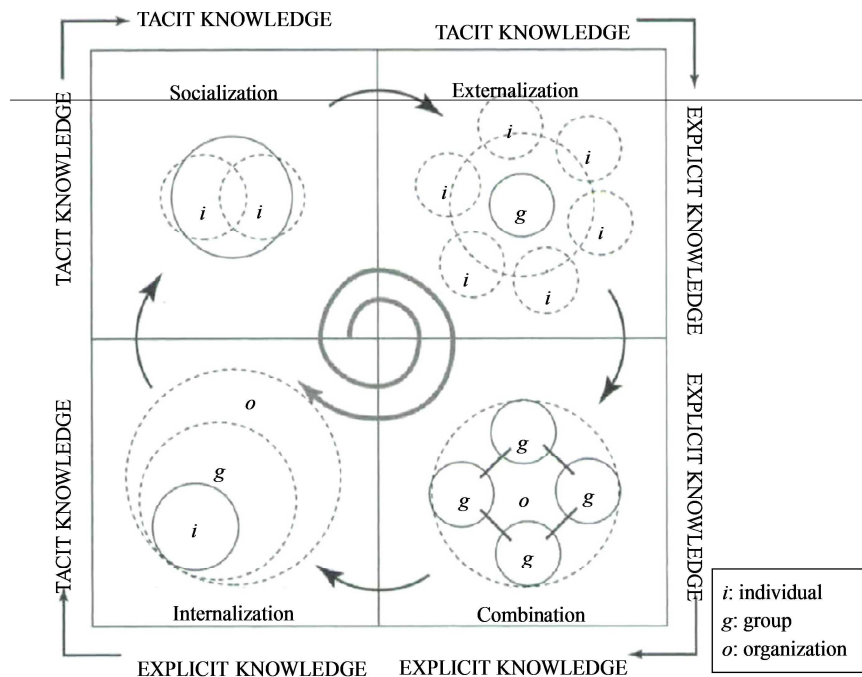 TACIT KNOWLEDGE
TACIT KNOWLEDGE
Socialization
Externalization
TACIT KNOWLEDGE
EXPLICIT KNOWLEDGE
i
i
i
i
i
g
i
i
i
TACIT KNOWLEDGE
EXPLICIT KNOWLEDGE
o
g
i
g
g
o
g
g
Internalization
Combination
EXPLICIT KNOWLEDGE
EXPLICIT KNOWLEDGE
i: individual
g: group
o: organization